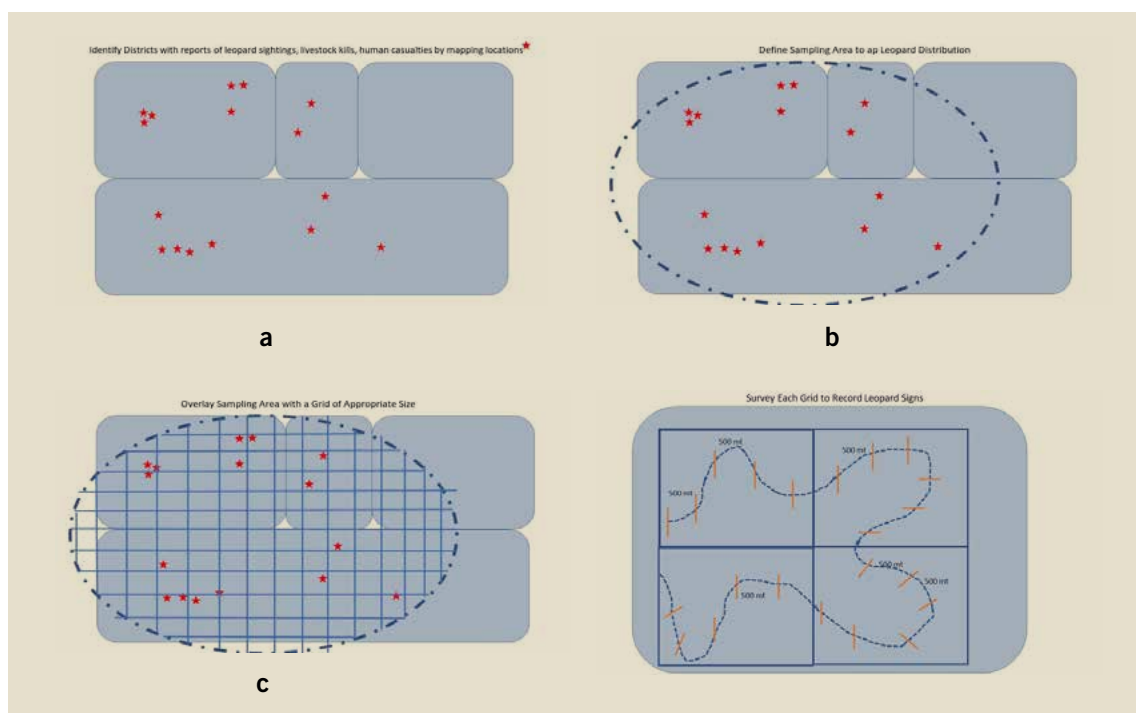 Identify Districts with reports of leopard sightings, livestock kills, human casualties by mapping locations
Define Sampling Area to ap Leopard Distribution
a
b
Overlay Sampling Area with a Grid of Appropriate Size
Survey Each Grid to Record Leopard Signs
500 mt
500 mt
500 mt
500 mt
500 mt
500 mt
c